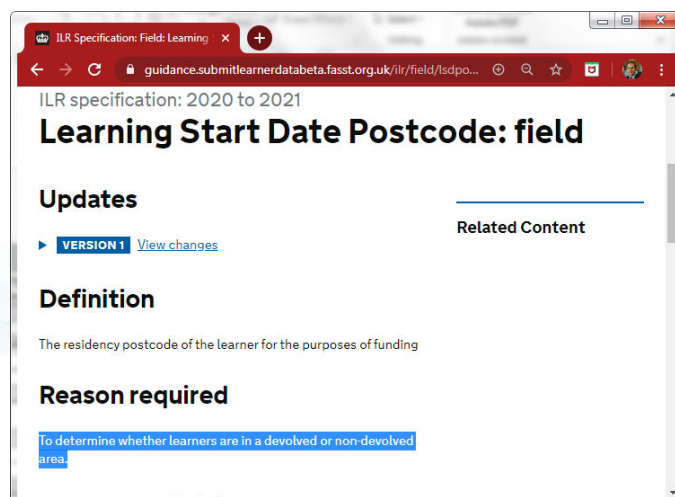 ILR Specification: Field: Learning
guidance.submitlearnerdatabeta.fasst.org.uk/ilr/field/lsdpo...
ILR specification: 2020 to 2021
Learning Start Date Postcode: field
Updates
VERSION 1 View changes
Related Content
Definition
The residency postcode of the learner for the purposes of funding
Reason required
To determine whether learners are in a devolved or non-devolved
area.